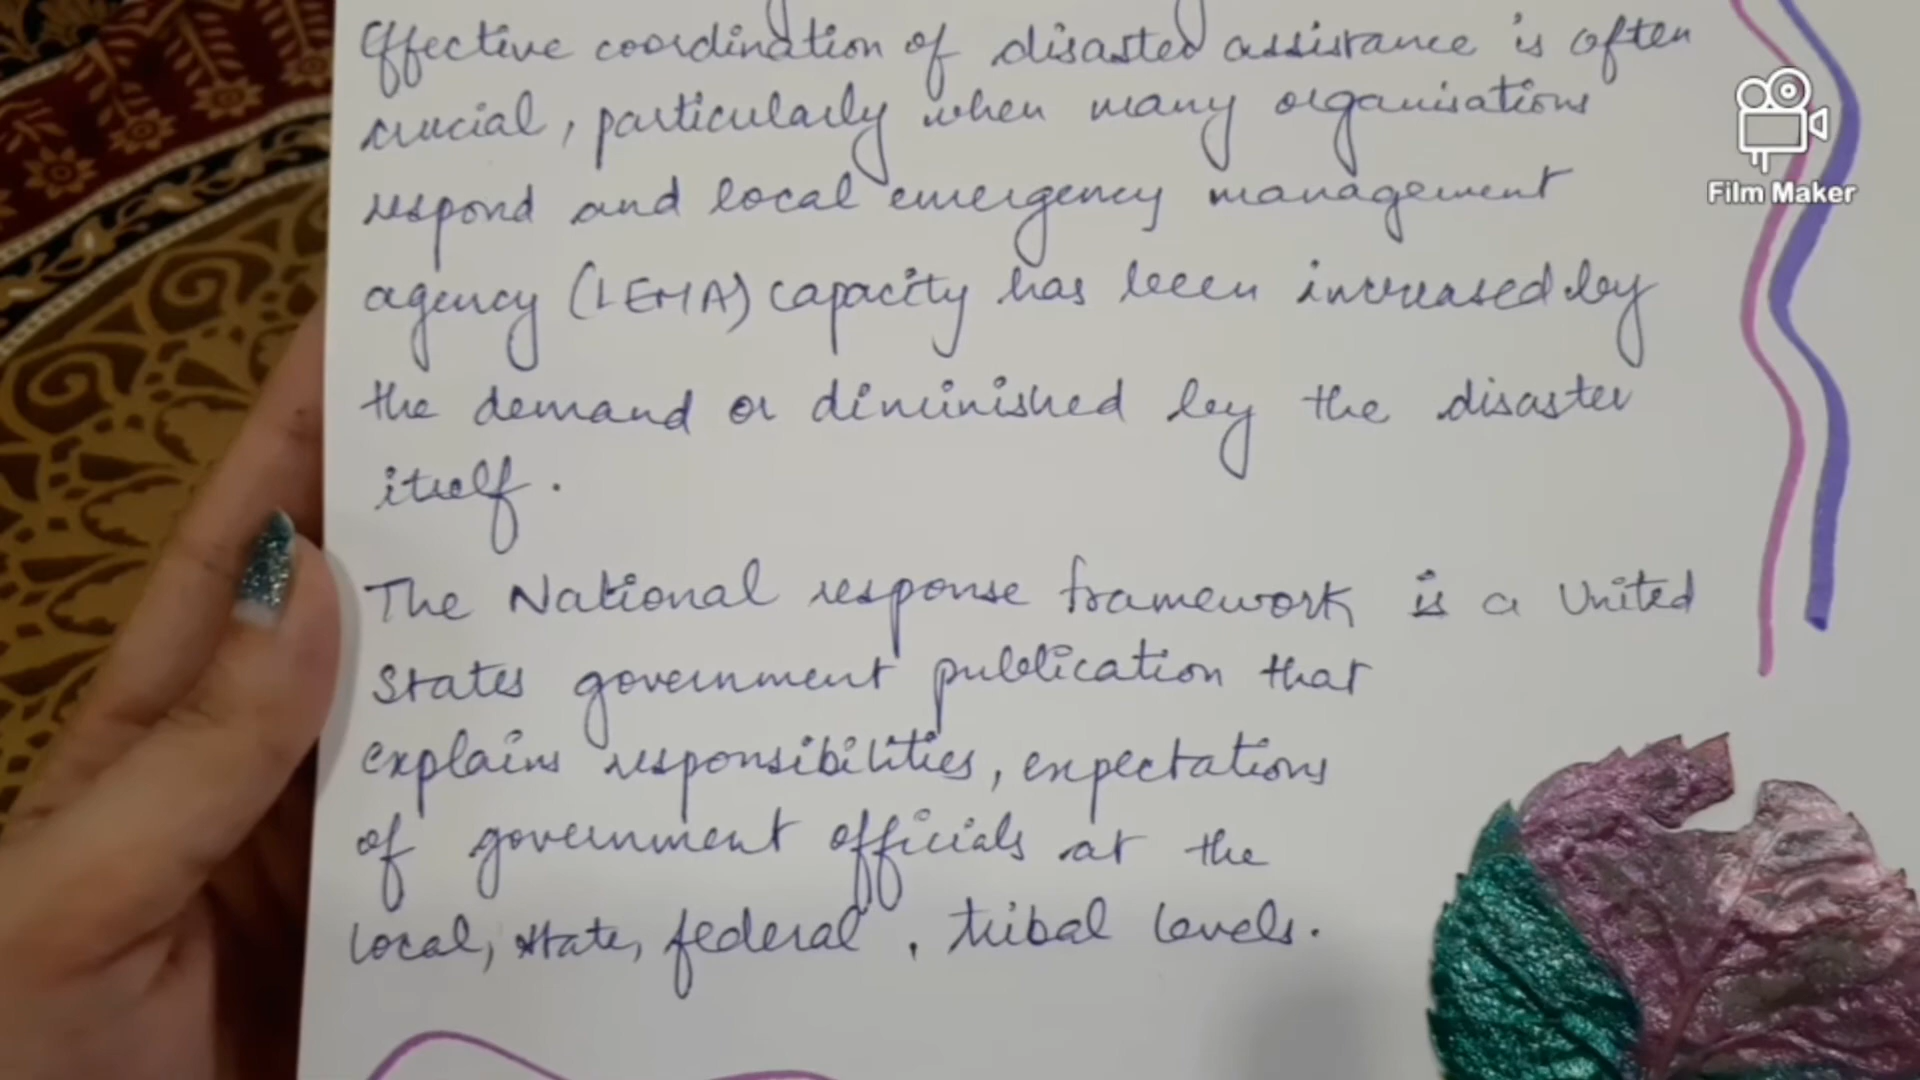 Effective coordination of disaster assistance is often
crucial, particularly when many organisations
respond and local emergency management
agency (LEMA) capacity has been increased by
the demand or diminished by the disaster
itself.
The National response framework is a United
States government publication that
explains responsibilities, expectations
of government officials at the
local, state, federal, tribal levels.
Film Maker